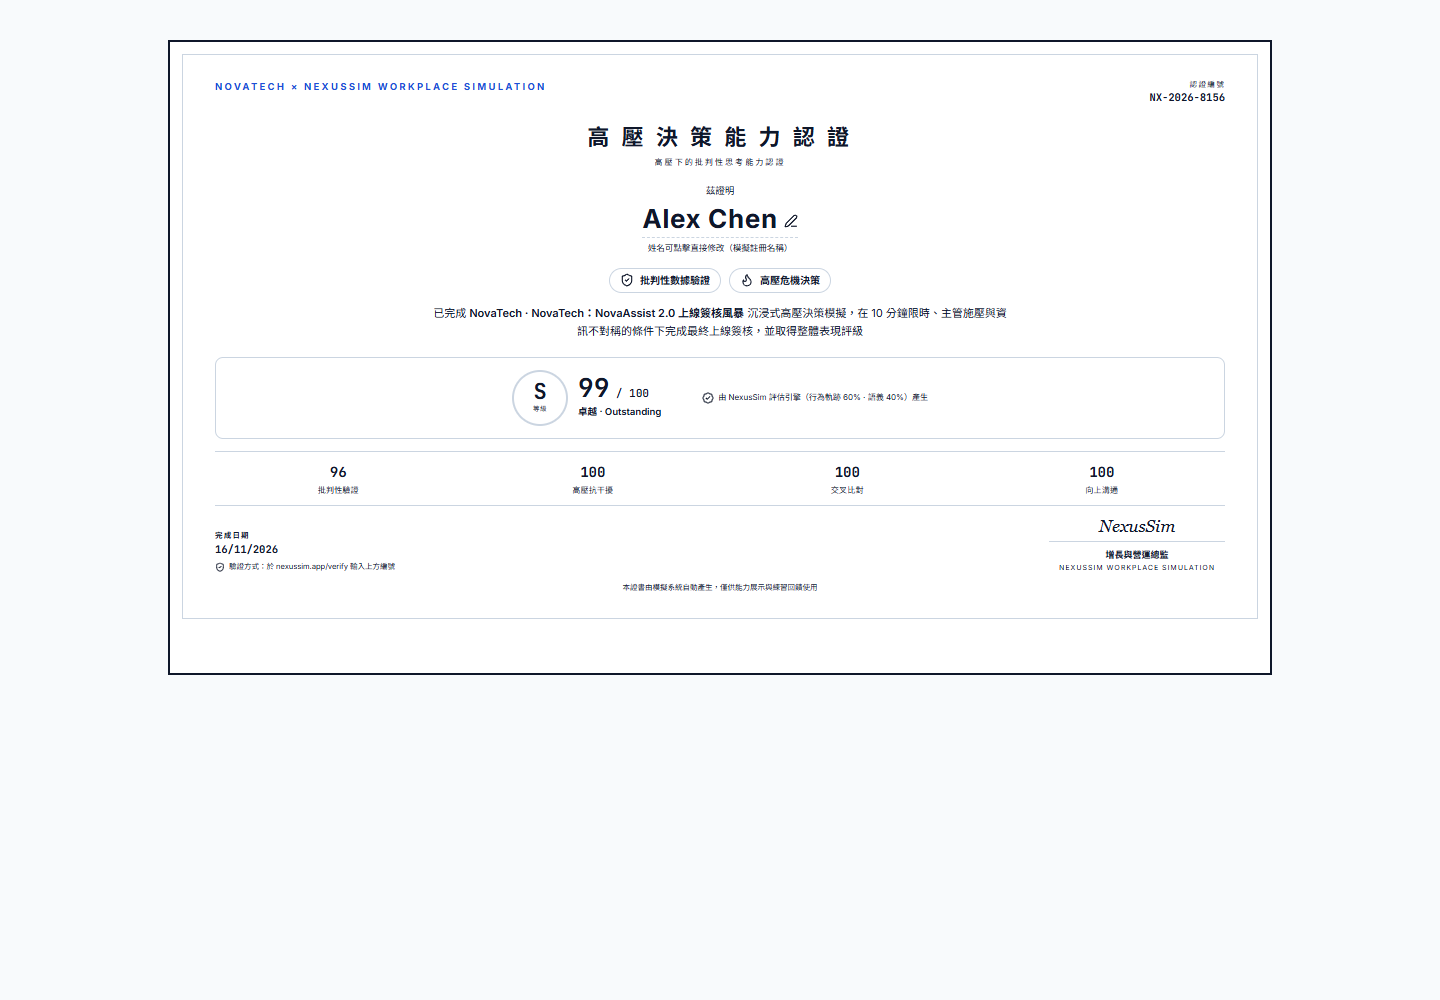 NOVATECH × NEXUSSIM WORKPLACE SIMULATION
認證編號
NX-2026-8156
高壓決策能力認證
高壓下的批判性思考能力認證
茲證明
Alex Chen
姓名可點擊直接修改（模擬註冊名稱）
批判性數據驗證
高壓危機決策
已完成 NovaTech · NovaTech：NovaAssist 2.0 上線簽核風暴 沉浸式高壓決策模擬，在 10 分鐘限時、主管施壓與資
訊不對稱的條件下完成最終上線簽核，並取得整體表現評級
S
等級
99 / 100
卓越 · Outstanding
由 NexusSim 評估引擎（行為軌跡 60% · 語義 40%）產生
96
批判性驗證
100
高壓抗干擾
100
交叉比對
100
向上溝通
完成日期
16/11/2026
驗證方式：於 nexussim.app/verify 輸入上方編號
NexusSim
增長與營運總監
NEXUSSIM WORKPLACE SIMULATION
本證書由模擬系統自動產生，僅供能力展示與練習回饋使用